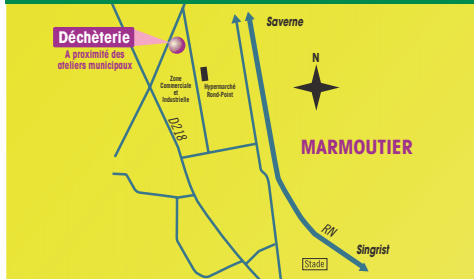 Saverne
Déchèterie
A proximité des
ateliers municipaux
N
Zone
Commerciale
et
Industrielle
Hypermarché
Rond-Point
D218
MARMOUTIER
RN
Singrist
Stade